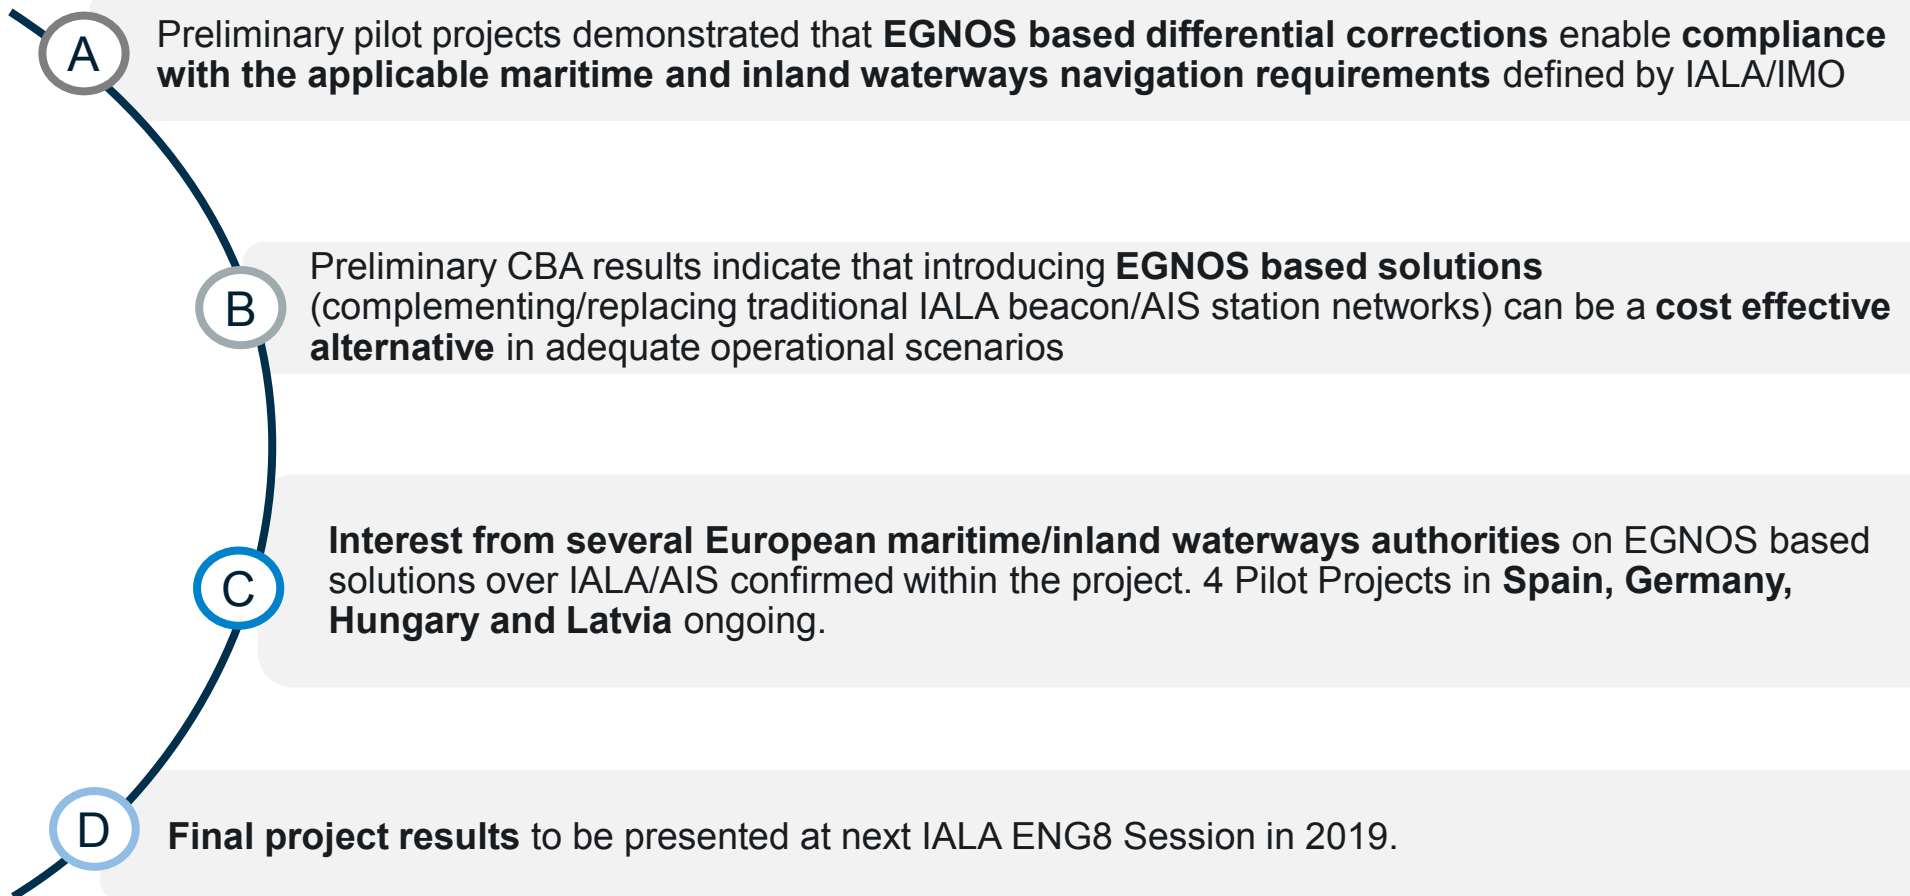 A
Preliminary pilot projects demonstrated that EGNOS based differential corrections enable compliance
with the applicable maritime and inland waterways navigation requirements defined by IALA/IMO
B
Preliminary CBA results indicate that introducing EGNOS based solutions
(complementing/replacing traditional IALA beacon/AIS station networks) can be a cost effective
alternative in adequate operational scenarios
C
Interest from several European maritime/inland waterways authorities on EGNOS based
solutions over IALA/AIS confirmed within the project. 4 Pilot Projects in Spain, Germany,
Hungary and Latvia ongoing.
D
Final project results to be presented at next IALA ENG8 Session in 2019.